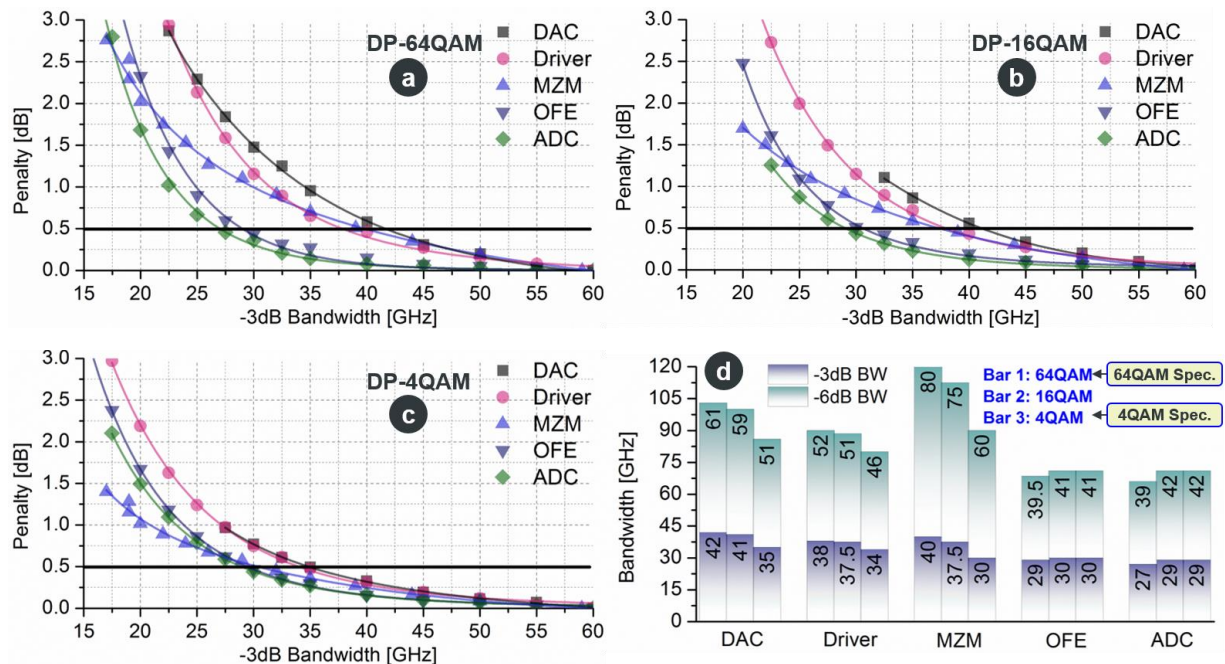 DP-64QAM
a
DAC
Driver
MZM
OFE
ADC
Penalty [dB]
3.0
2.5
2.0
1.5
1.0
0.5
0.0
15 20 25 30 35 40 45 50 55 60
-3dB Bandwidth [GHz]
DP-16QAM
b
DAC
Driver
MZM
OFE
ADC
Penalty [dB]
3.0
2.5
2.0
1.5
1.0
0.5
0.0
15 20 25 30 35 40 45 50 55 60
-3dB Bandwidth [GHz]
DP-4QAM
c
DAC
Driver
MZM
OFE
ADC
Penalty [dB]
3.0
2.5
2.0
1.5
1.0
0.5
0.0
15 20 25 30 35 40 45 50 55 60
-3dB Bandwidth [GHz]
d
-3dB BW
-6dB BW
Bar 1: 64QAM
64QAM Spec.
Bar 2: 16QAM
Bar 3: 4QAM
4QAM Spec.
Bandwidth [GHz]
120
105
90
75
60
45
30
15
0
61 59 51
52 51 46
80 75 60
39.5 41 41
39 42 42
42 41 35
38 37.5 34
40 37.5 30
29 30 30
27 29 29
DAC Driver MZM OFE ADC